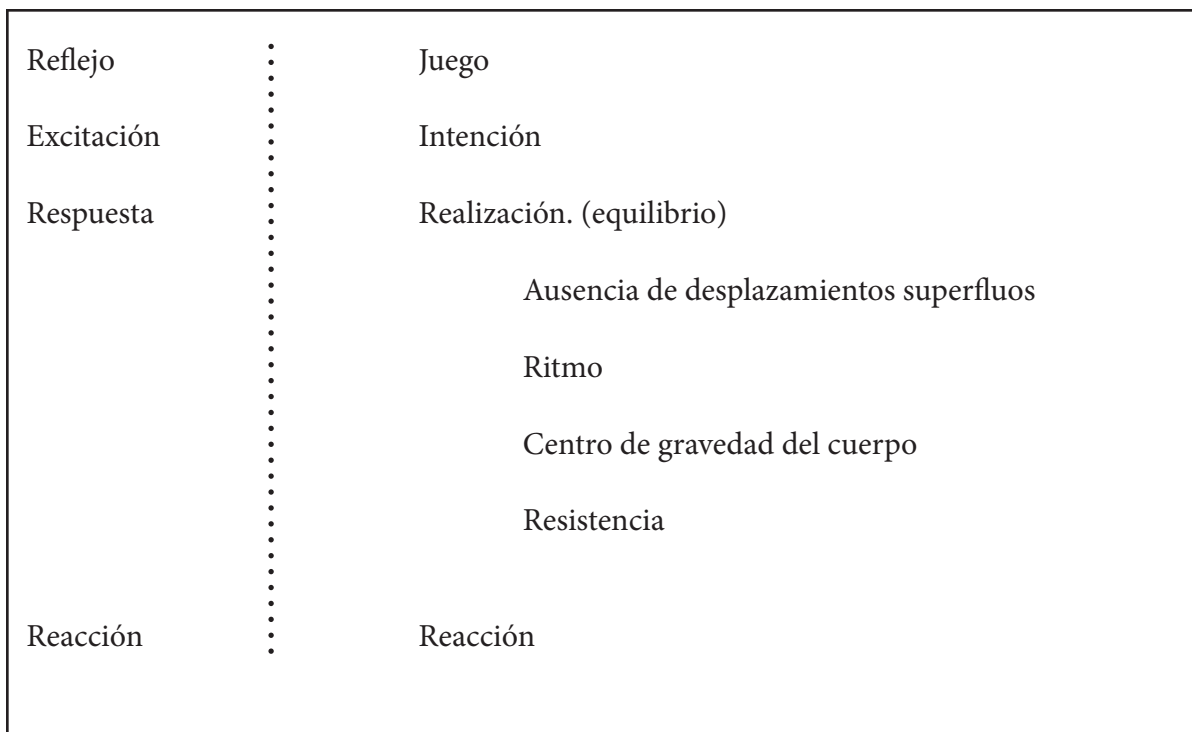 Reflejo Juego
Excitación Intención
Respuesta Realización. (equilibrio)
Ausencia de desplazamientos superfluos
Ritmo
Centro de gravedad del cuerpo
Resistencia
Reacción Reacción